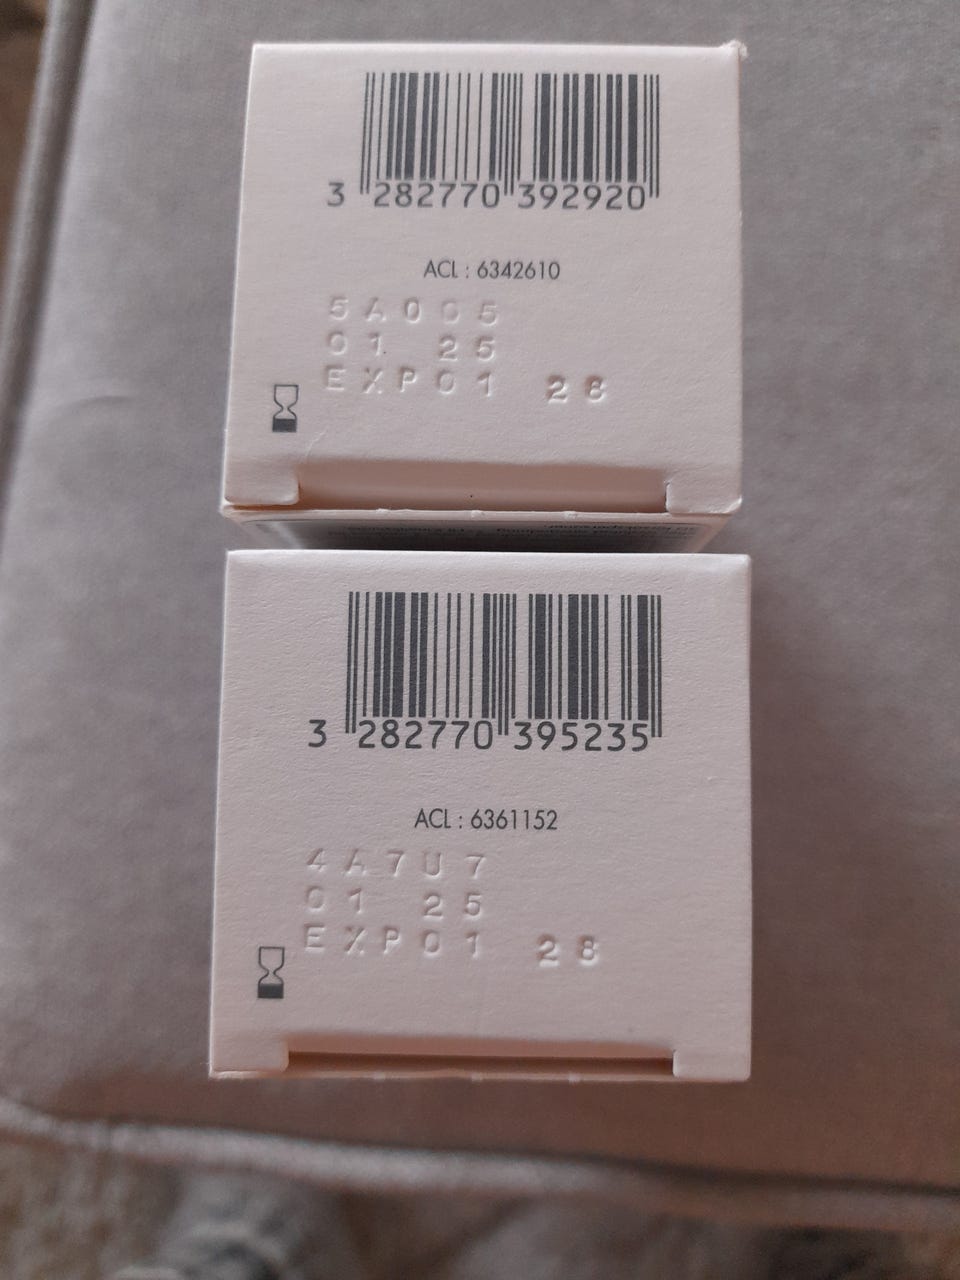 3 282770 392920
ACL : 6342610
5A005
01 25
EXP01 28
3 282770 395235
ACL : 6361152
4A7U7
01 25
EXP01 28